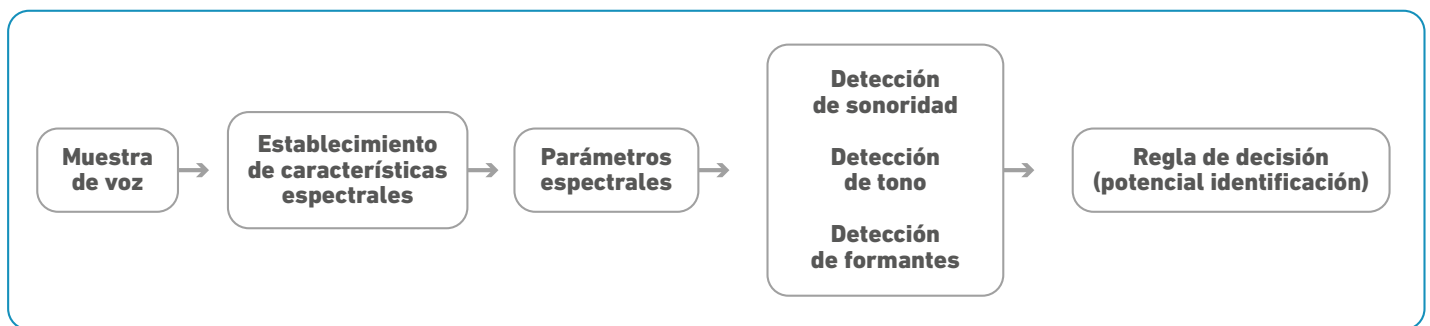 Muestra
de voz
Establecimiento
de características
espectrales
Parámetros
espectrales
Detección
de sonoridad
Detección
de tono
Detección
de formantes
Regla de decisión
(potencial identificación)